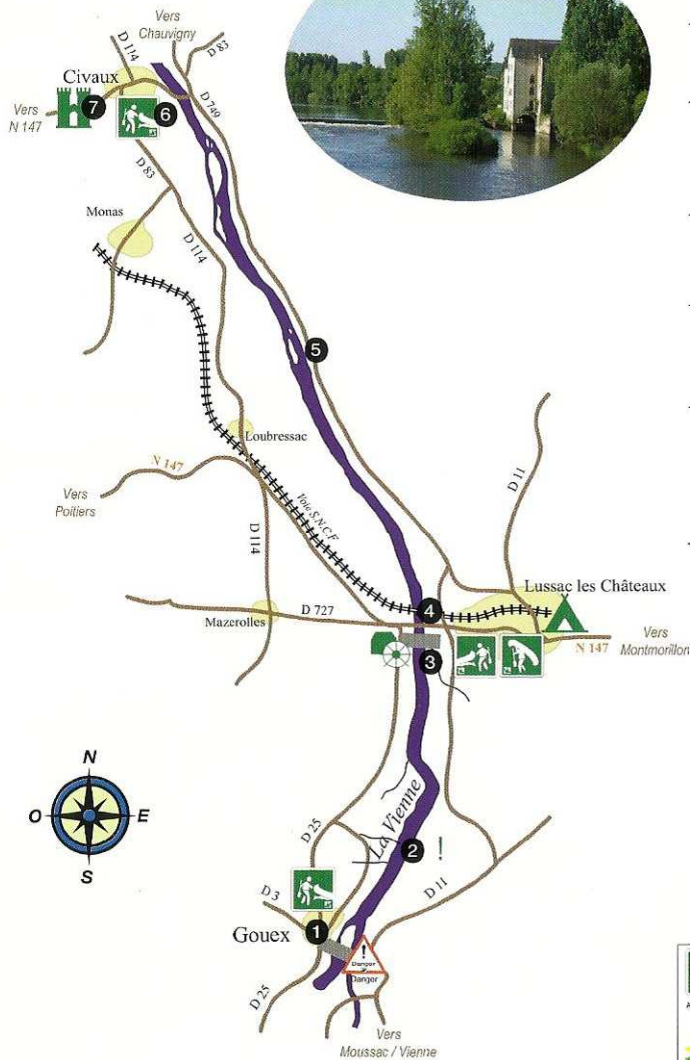 Vers
Chauvigny
D 114
D 83
Civaux
7
6
Vers
N 147
D 749
D 83
Monas
D 114
5
Loubressac
N 147
Vers
Poitiers
Voie S.N.C.F
D 114
D 11
Lussac les Châteaux
4
Mazerolles
D 727
3
N 147
Vers
Montmorillon
N
O
E
S
D 25
La Vienne
2
!
D 3
D 11
Gouex
1
!
Danger
Danger
D 25
Vers
Moussac / Vienne